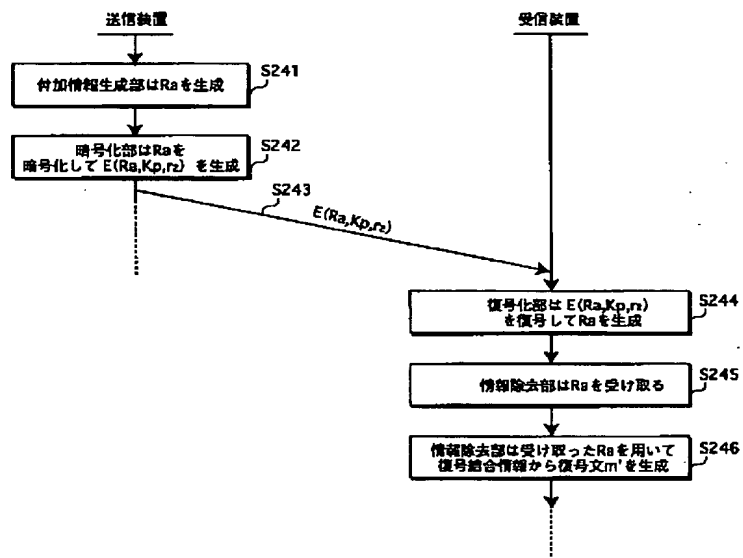 送信装置
受信装置
S241
付加情報生成部はRaを生成
S242
暗号化部はRaを
暗号化して E(Ra,Kp,r₂) を生成
S243
E(Ra,Kp,r₂)
S244
復号化部は E(Ra,Kp,r₂)
を復号してRaを生成
S245
情報除去部はRaを受け取る
S246
情報除去部は受け取ったRaを用いて
復号結合情報から復号文m'を生成